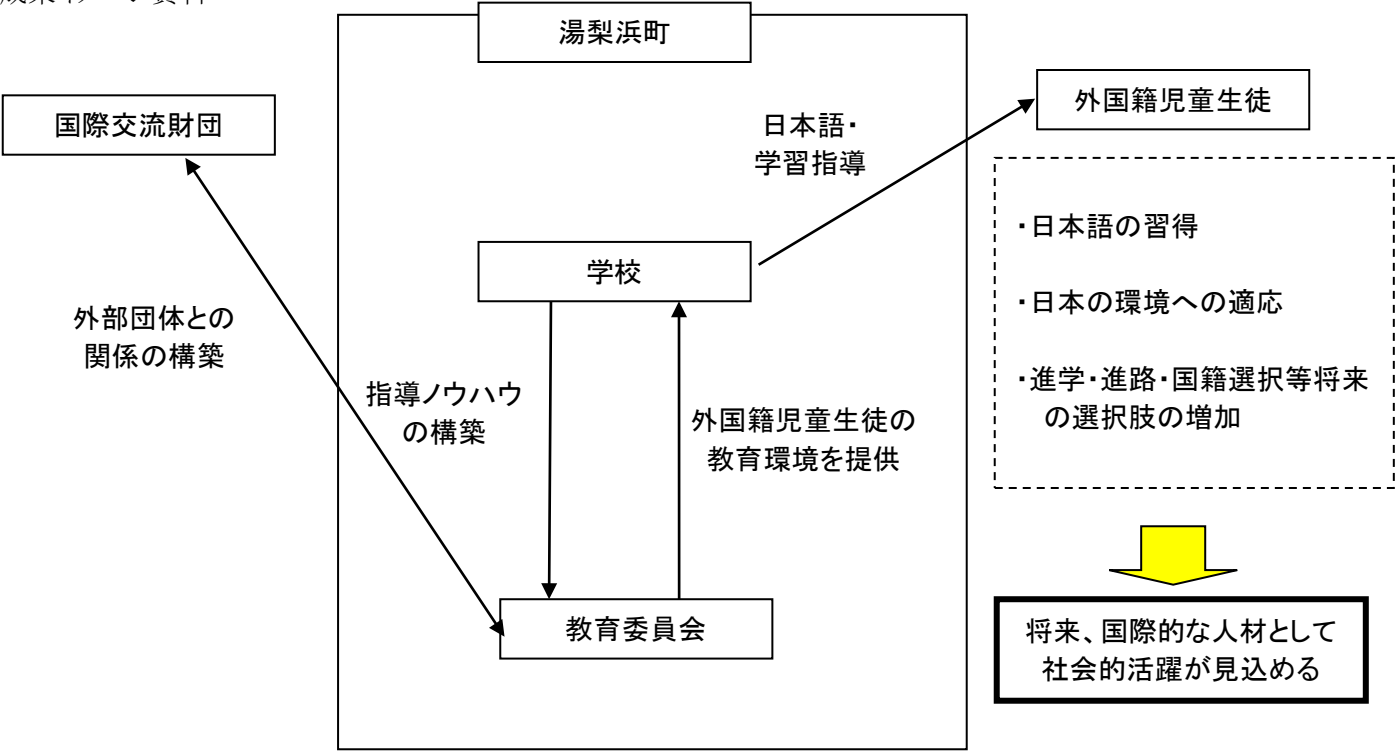 湯梨浜町
国際交流財団
外国籍児童生徒
日本語・
学習指導
・日本語の習得
学校
・日本の環境への適応
外部団体との
関係の構築
・進学・進路・国籍選択等将来
の選択肢の増加
指導ノウハウ
の構築
外国籍児童生徒の
教育環境を提供
教育委員会
将来、国際的な人材として
社会的活躍が見込める